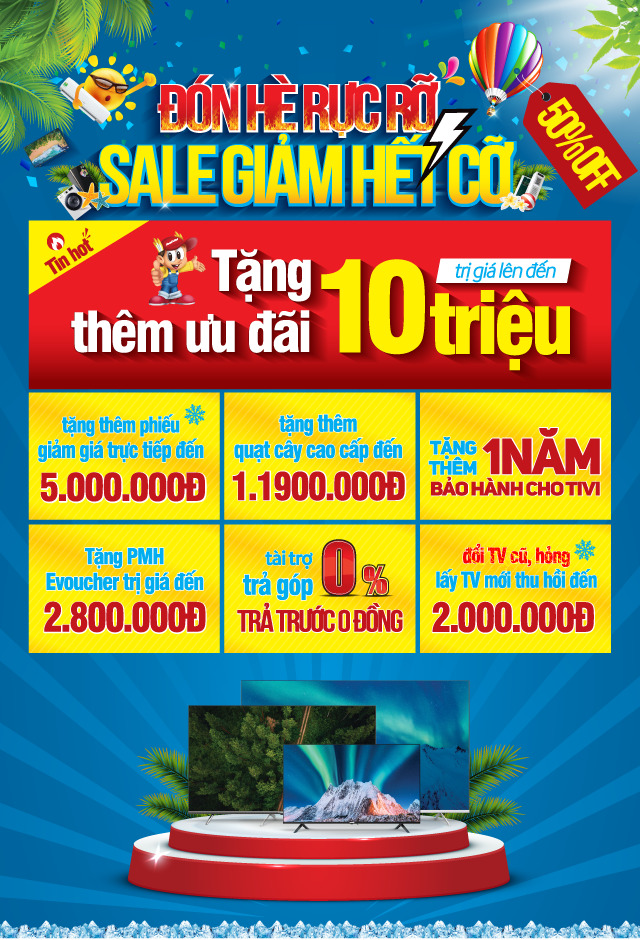 ĐÓN HÈ RỰC RỠ
SALE GIẢM HẾT CỠ
50% OFF
Tin hot
Tặng
thêm ưu đãi
trị giá lên đến
10 triệu
tặng thêm phiếu
giảm giá trực tiếp đến
5.000.000Đ
tặng thêm
quạt cây cao cấp đến
1.1900.000Đ
TẶNG
THÊM 1 NĂM
BẢO HÀNH CHO TIVI
Tặng PMH
Evoucher trị giá đến
2.800.000Đ
tài trợ
trả góp 0%
TRẢ TRƯỚC 0 ĐỒNG
đổi TV cũ, hỏng
lấy TV mới thu hồi đến
2.000.000Đ